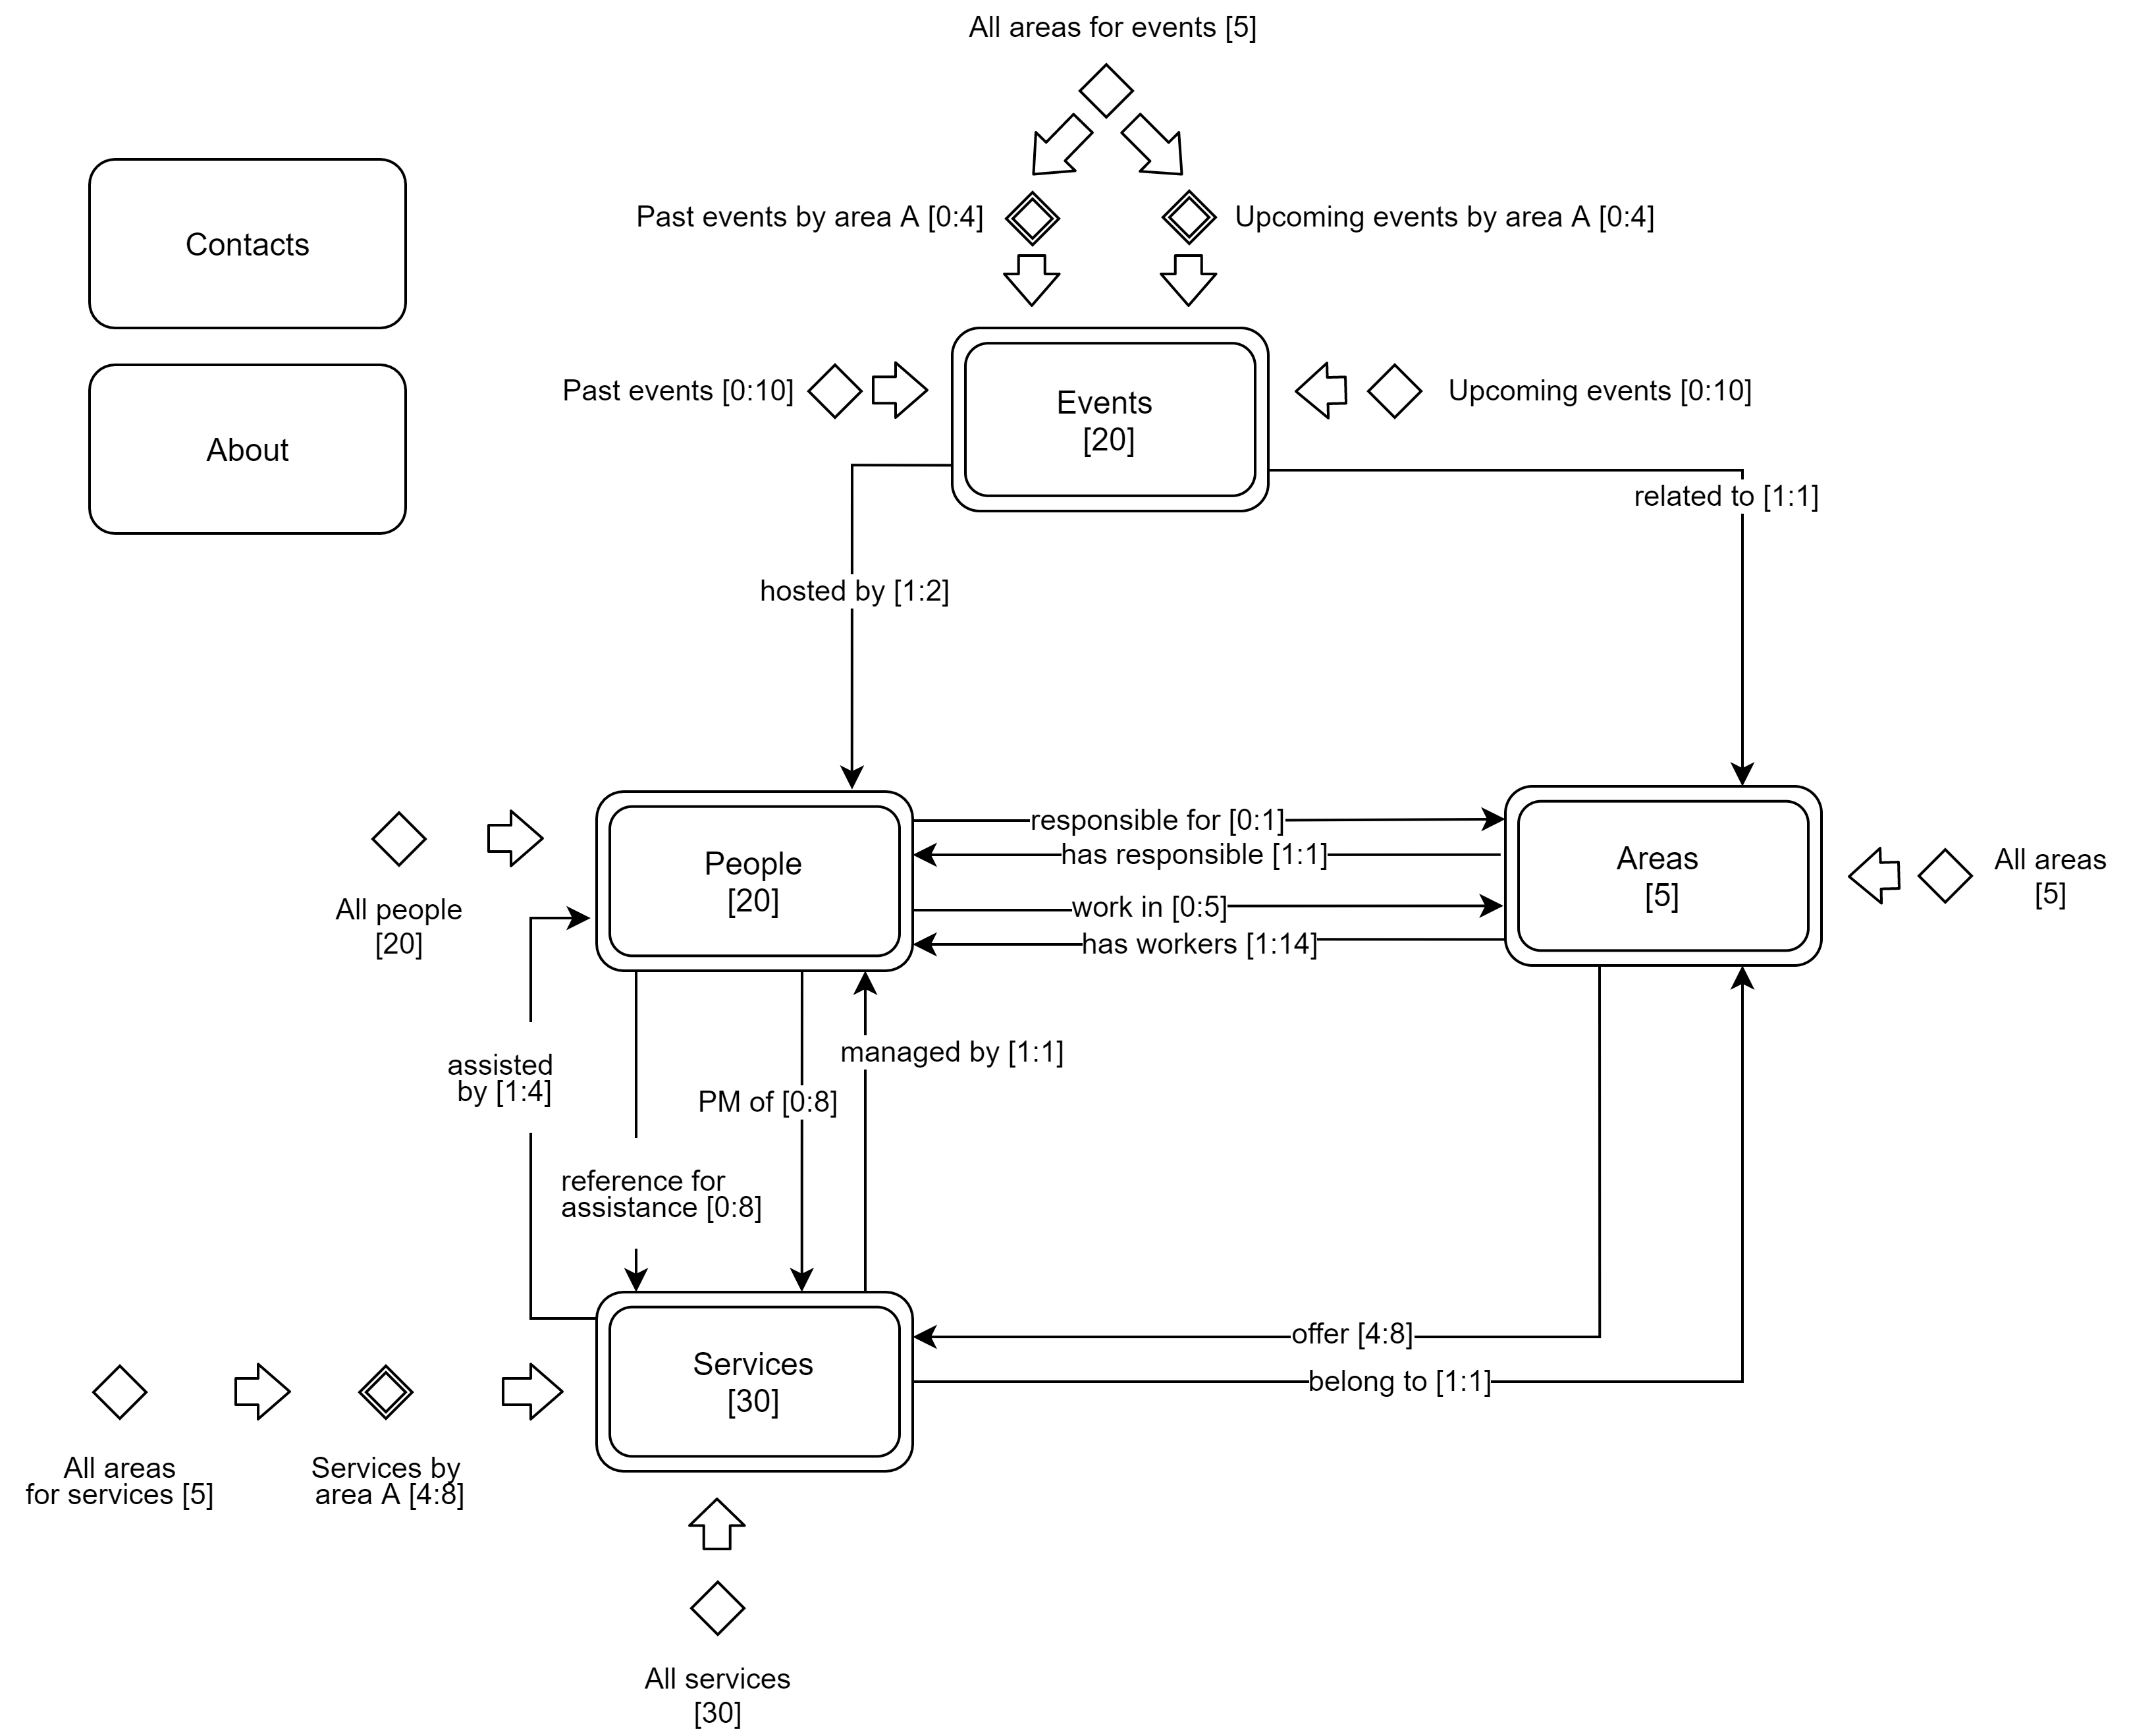 All areas for events [5]
Contacts
Past events by area A [0:4]
Upcoming events by area A [0:4]
About
Past events [0:10]
Events
[20]
Upcoming events [0:10]
related to [1:1]
hosted by [1:2]
responsible for [0:1]
has responsible [1:1]
work in [0:5]
has workers [1:14]
People
[20]
Areas
[5]
All areas
[5]
All people
[20]
assisted
by [1:4]
managed by [1:1]
PM of [0:8]
reference for
assistance [0:8]
offer [4:8]
belong to [1:1]
Services
[30]
All areas
for services [5]
Services by
area A [4:8]
All services
[30]